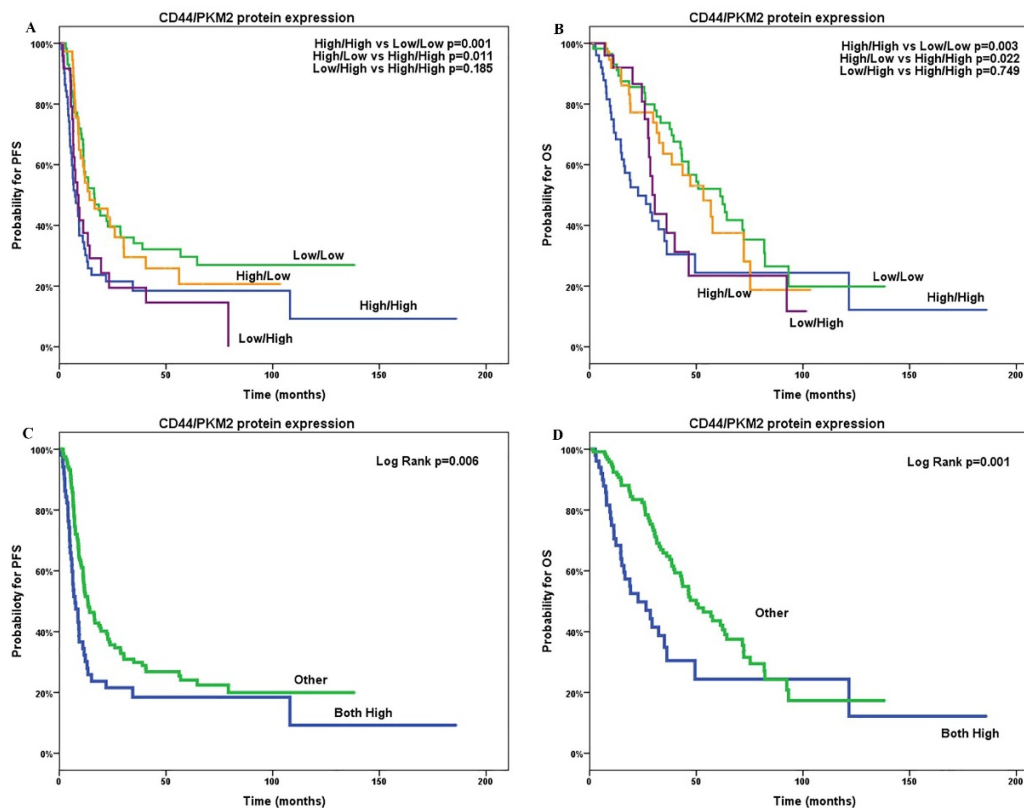 CD44/PKM2 protein expression
A
High/High vs Low/Low p=0.001
High/Low vs High/High p=0.011
Low/High vs High/High p=0.185
Probability for PFS
100%
80%
60%
40%
20%
0%
Low/Low
High/Low
High/High
Low/High
0 50 100 150 200
Time (months)
CD44/PKM2 protein expression
B
High/High vs Low/Low p=0.003
High/Low vs High/High p=0.022
Low/High vs High/High p=0.749
Probability for OS
100%
80%
60%
40%
20%
0%
Low/Low
High/Low
High/High
Low/High
0 50 100 150 200
Time (months)
CD44/PKM2 protein expression
C
Log Rank p=0.006
Probabiloty for PFS
100%
80%
60%
40%
20%
0%
Other
Both High
0 50 100 150 200
Time (months)
CD44/PKM2 protein expression
D
Log Rank p=0.001
Probability for OS
100%
80%
60%
40%
20%
0%
Other
Both High
0 50 100 150 200
Time (months)